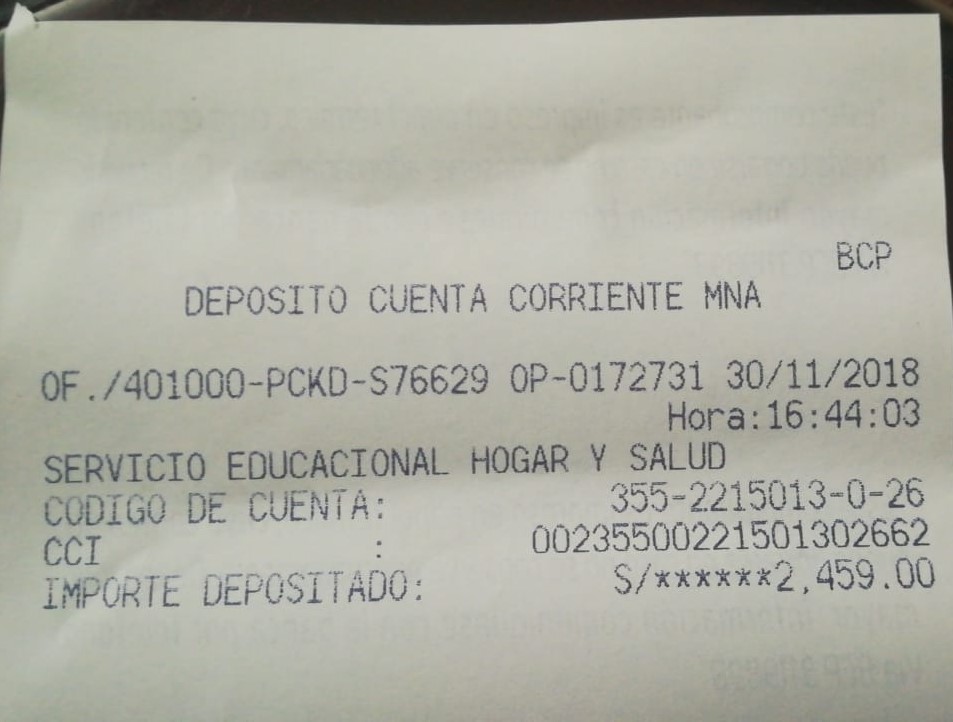 BCP
DEPOSITO CUENTA CORRIENTE MNA
OF./401000-PCKD-S76629 OP-0172731 30/11/2018
Hora:16:44:03
SERVICIO EDUCACIONAL HOGAR Y SALUD
CODIGO DE CUENTA: 355-2215013-0-26
CCI : 00235500221501302662
IMPORTE DEPOSITADO: S/******2,459.00